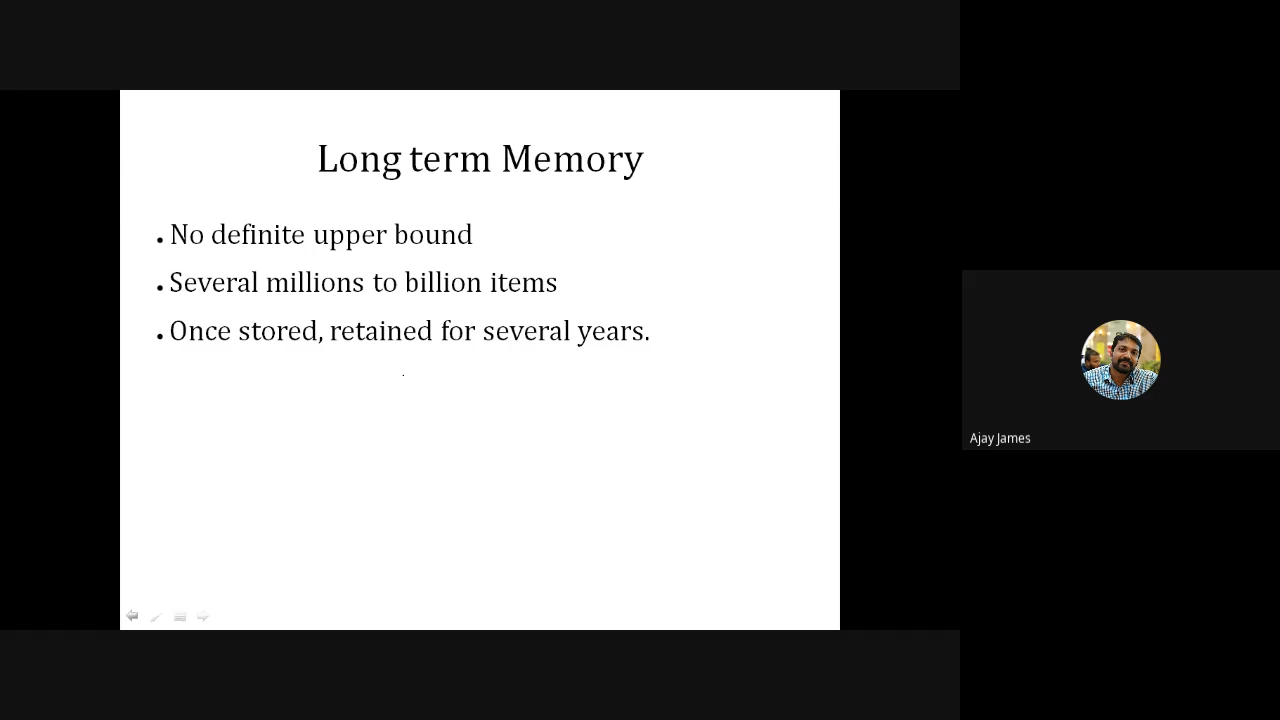 Long term Memory
• No definite upper bound
• Several millions to billion items
• Once stored, retained for several years.
Ajay James